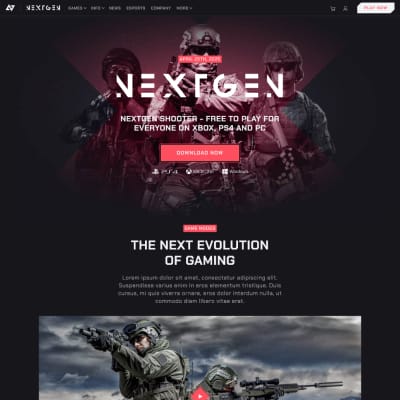 NEXTGEN GAMES INFO NEWS ESPORTS COMPANY MORE PLAY NOW
APRIL 25TH, 2025
NEXTGEN
NEXTGEN SHOOTER - FREE TO PLAY FOR
EVERYONE ON XBOX, PS4 AND PC
DOWNLOAD NOW
PS4 XBOX ONE Windows
GAME MODES
THE NEXT EVOLUTION
OF GAMING
Lorem ipsum dolor sit amet, consectetur adipiscing elit.
Suspendisse varius enim in eros elementum tristique. Duis
cursus, mi quis viverra ornare, eros dolor interdum nulla, ut
commodo diam libero vitae erat.